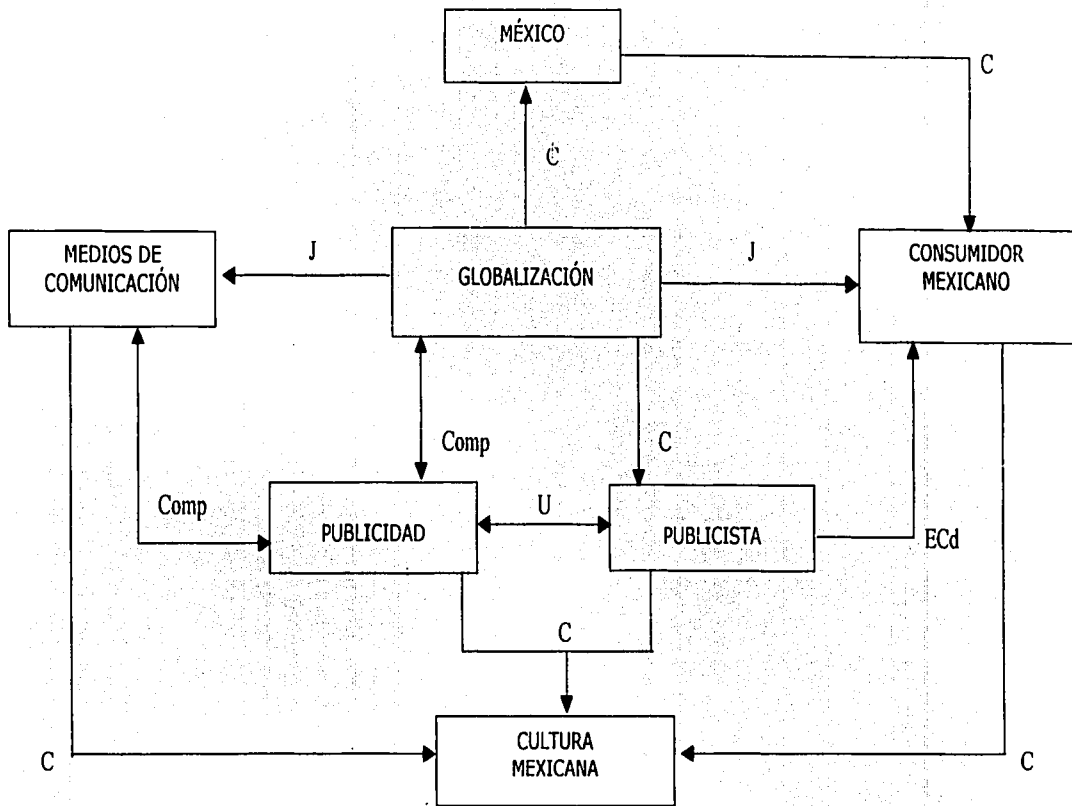 MÉXICO
C
C
MEDIOS DE
COMUNICACIÓN
J
GLOBALIZACIÓN
J
CONSUMIDOR
MEXICANO
Comp
C
Comp
PUBLICIDAD
U
PUBLICISTA
ECd
C
CULTURA
MEXICANA
C
C